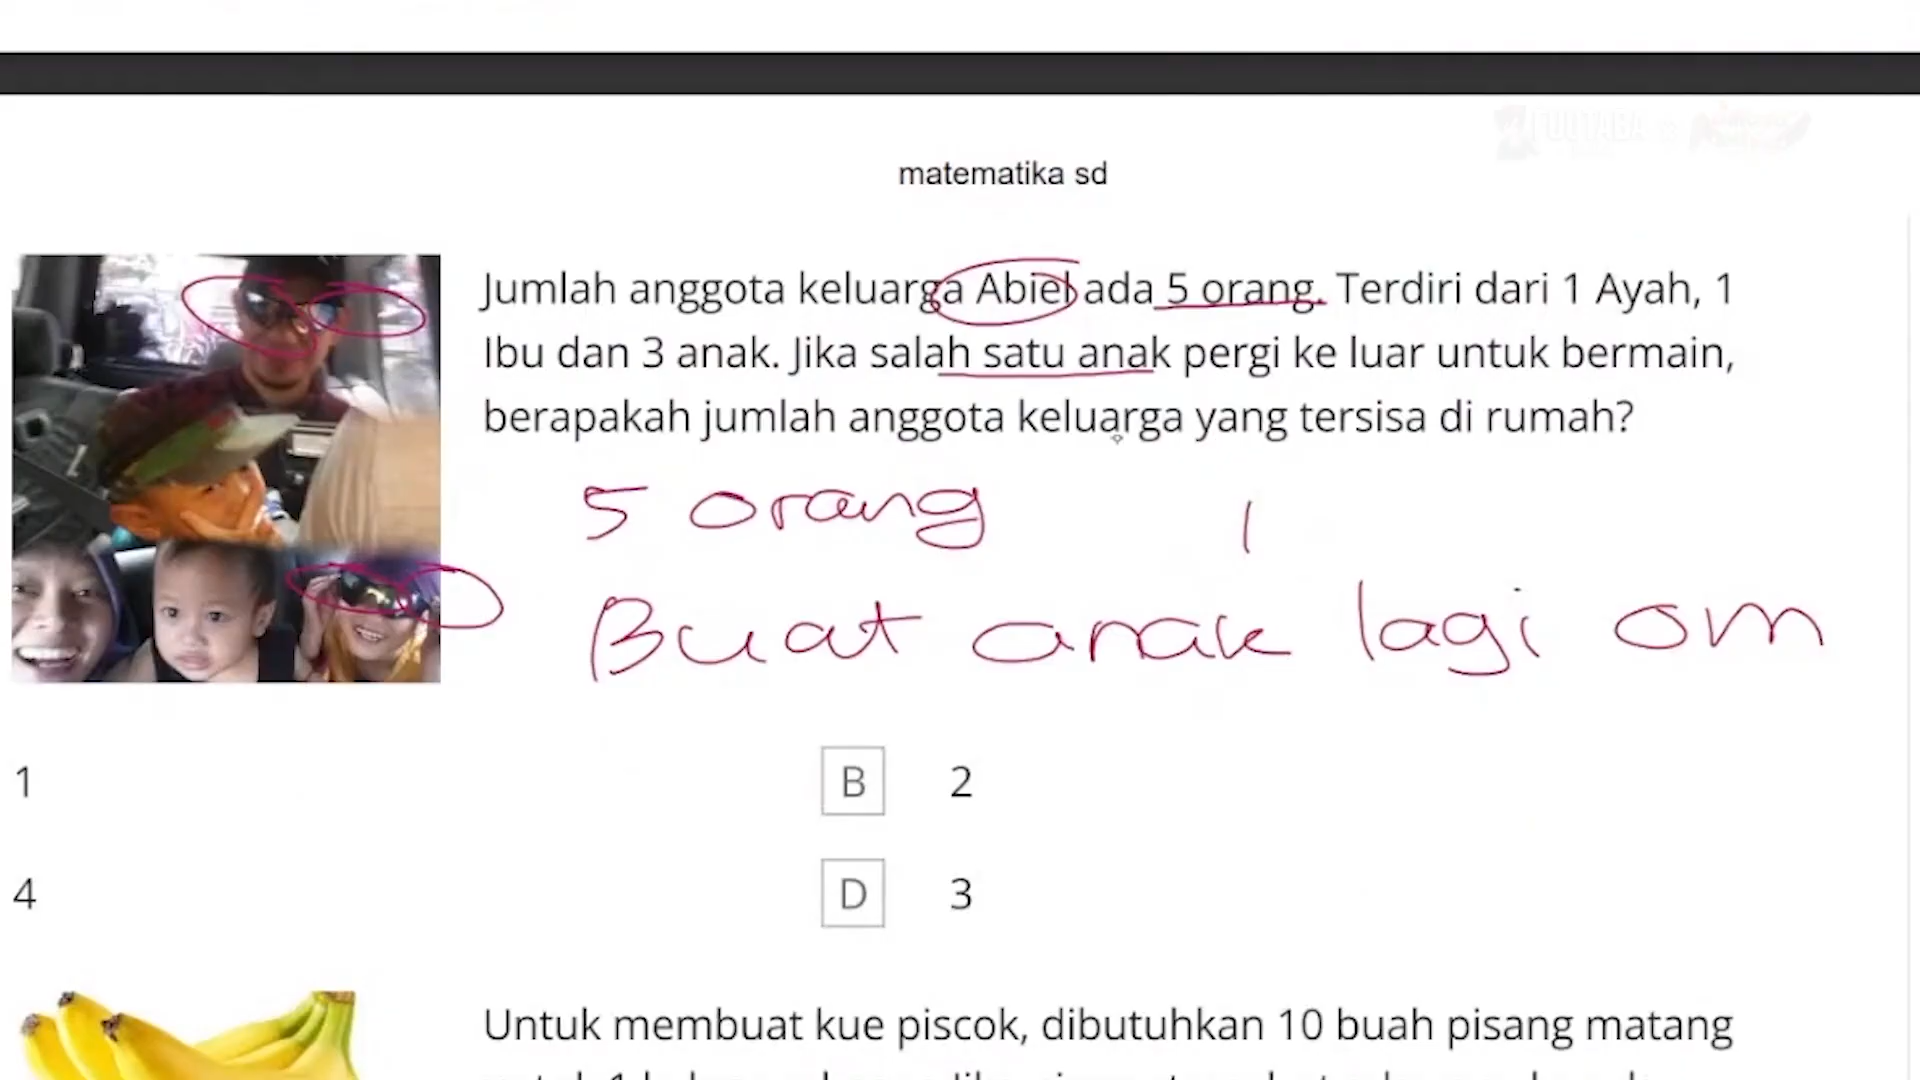 matematika sd
Jumlah anggota keluarga Abiel ada 5 orang. Terdiri dari 1 Ayah, 1
Ibu dan 3 anak. Jika salah satu anak pergi ke luar untuk bermain,
berapakah jumlah anggota keluarga yang tersisa di rumah?
5 orang 1
Buat anak lagi om
1 B 2
4 D 3
Untuk membuat kue piscok, dibutuhkan 10 buah pisang matang